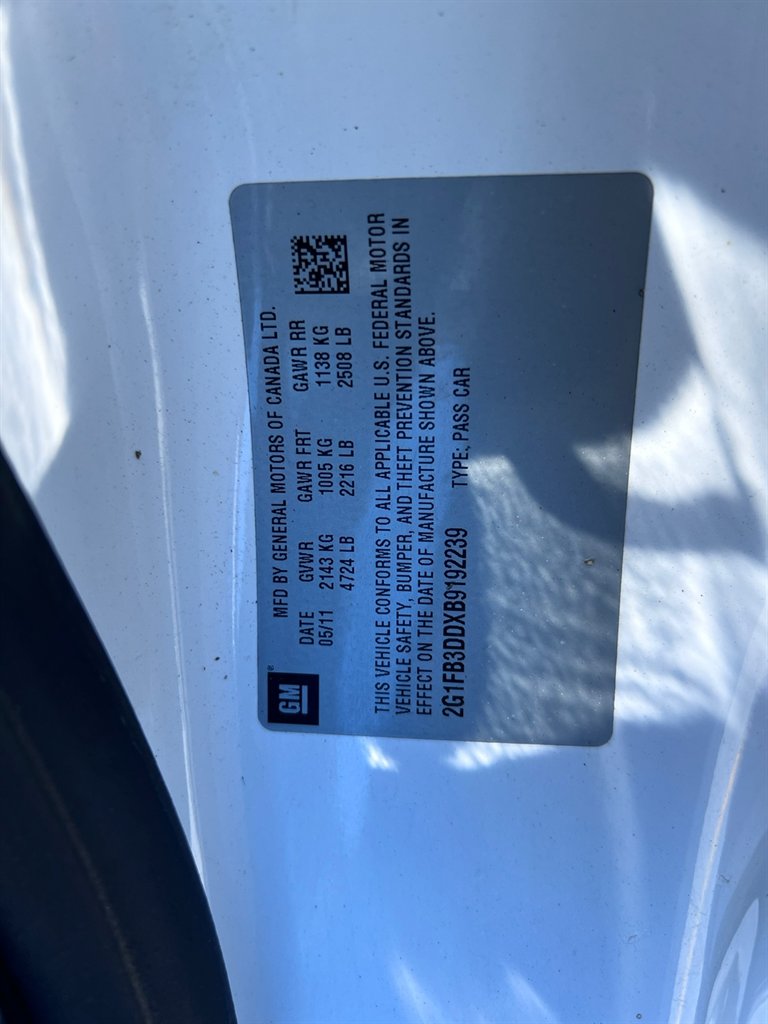 GM ®
MFD BY GENERAL MOTORS OF CANADA LTD.
DATE GVWR GAWR FRT GAWR RR
05/11 2143 KG 1005 KG 1138 KG
4724 LB 2216 LB 2508 LB
THIS VEHICLE CONFORMS TO ALL APPLICABLE U.S. FEDERAL MOTOR
VEHICLE SAFETY, BUMPER, AND THEFT PREVENTION STANDARDS IN
EFFECT ON THE DATE OF MANUFACTURE SHOWN ABOVE.
2G1FB3DDXB9192239 TYPE: PASS CAR